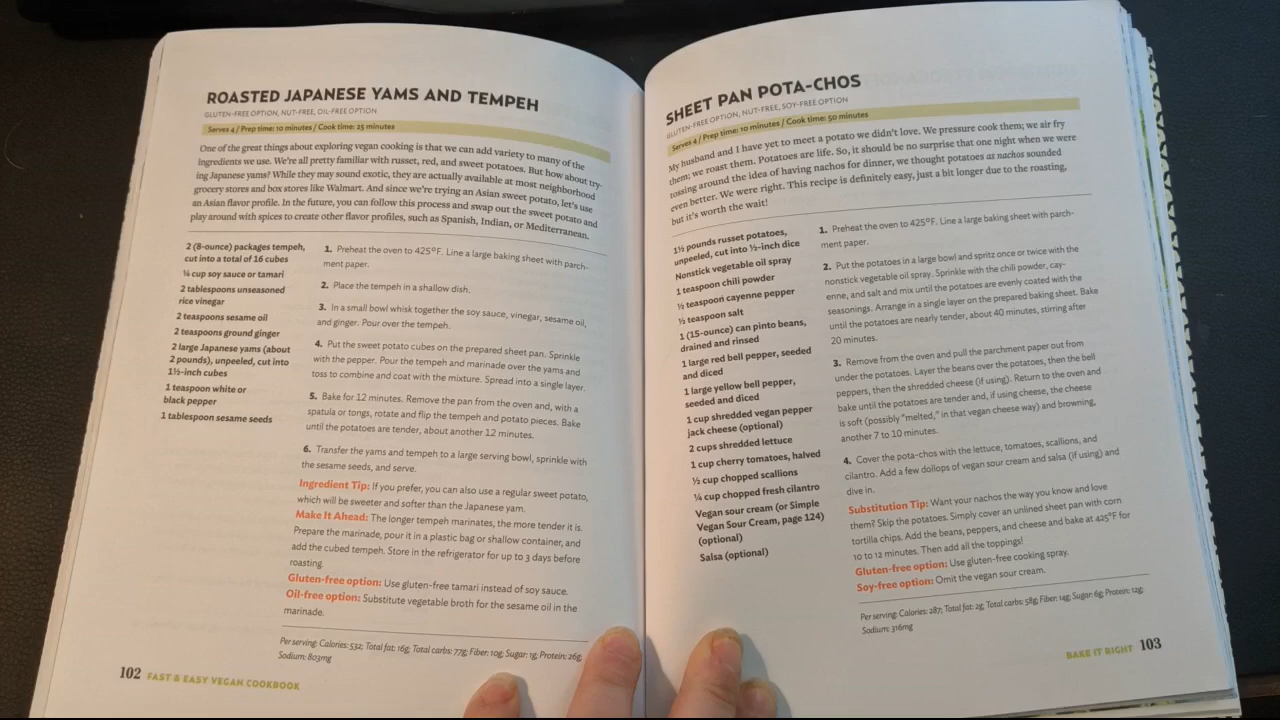 ROASTED JAPANESE YAMS AND TEMPEH
GLUTEN-FREE OPTION, NUT-FREE, OIL-FREE OPTION
Serves 4 / Prep time: 10 minutes / Cook time: 25 minutes
One of the great things about exploring vegan cooking is that we can add variety to many of the
ingredients we use. We're all pretty familiar with russet, red, and sweet potatoes. But how about try-
ing Japanese yams? While they may sound exotic, they are actually available at most neighborhood
grocery stores and box stores like Walmart. And since we're trying an Asian sweet potato, let's use
an Asian flavor profile. In the future, you can follow this process and swap out the sweet potato and
play around with spices to create other flavor profiles, such as Spanish, Indian, or Mediterranean.
2 (8-ounce) packages tempeh,
cut into a total of 16 cubes
¼ cup soy sauce or tamari
2 tablespoons unseasoned
rice vinegar
2 teaspoons sesame oil
2 teaspoons ground ginger
2 large Japanese yams (about
2 pounds), unpeeled, cut into
1½-inch cubes
1 teaspoon white or
black pepper
1 tablespoon sesame seeds
1. Preheat the oven to 425°F. Line a large baking sheet with parch-
ment paper.
2. Place the tempeh in a shallow dish.
3. In a small bowl whisk together the soy sauce, vinegar, sesame oil,
and ginger. Pour over the tempeh.
4. Put the sweet potato cubes on the prepared sheet pan. Sprinkle
with the pepper. Pour the tempeh and marinade over the yams and
toss to combine and coat with the mixture. Spread into a single layer.
5. Bake for 12 minutes. Remove the pan from the oven and, with a
spatula or tongs, rotate and flip the tempeh and potato pieces. Bake
until the potatoes are tender, about another 12 minutes.
6. Transfer the yams and tempeh to a large serving bowl, sprinkle with
the sesame seeds, and serve.
Ingredient Tip: If you prefer, you can also use a regular sweet potato,
which will be sweeter and softer than the Japanese yam.
Make It Ahead: The longer tempeh marinates, the more tender it is.
Prepare the marinade, pour it in a plastic bag or shallow container, and
add the cubed tempeh. Store in the refrigerator for up to 3 days before
roasting.
Gluten-free option: Use gluten-free tamari instead of soy sauce.
Oil-free option: Substitute vegetable broth for the sesame oil in the
marinade.
Per serving: Calories: 532; Total fat: 16g; Total carbs: 77g; Fiber: 10g; Sugar: 1g; Protein: 26g;
Sodium: 803mg
102 FAST & EASY VEGAN COOKBOOK
SHEET PAN POTA-CHOS
GLUTEN-FREE OPTION, NUT-FREE, SOY-FREE OPTION
Serves 4 / Prep time: 10 minutes / Cook time: 50 minutes
My husband and I have yet to meet a potato we didn't love. We pressure cook them; we air fry
them; we roast them. Potatoes are life. So, it should be no surprise that one night when we were
tossing around the idea of having nachos for dinner, we thought potatoes as nachos sounded
even better. We were right. This recipe is definitely easy, just a bit longer due to the roasting,
but it's worth the wait!
1½ pounds russet potatoes,
unpeeled, cut into ½-inch dice
Nonstick vegetable oil spray
1 teaspoon chili powder
½ teaspoon cayenne pepper
½ teaspoon salt
1 (15-ounce) can pinto beans,
drained and rinsed
1 large red bell pepper, seeded
and diced
1 large yellow bell pepper,
seeded and diced
1 cup shredded vegan pepper
jack cheese (optional)
2 cups shredded lettuce
1 cup cherry tomatoes, halved
½ cup chopped scallions
¼ cup chopped fresh cilantro
Vegan sour cream (or Simple
Vegan Sour Cream, page 124)
(optional)
Salsa (optional)
1. Preheat the oven to 425°F. Line a large baking sheet with parch-
ment paper.
2. Put the potatoes in a large bowl and spritz once or twice with the
nonstick vegetable oil spray. Sprinkle with the chili powder, cay-
enne, and salt and mix until the potatoes are evenly coated with the
seasonings. Arrange in a single layer on the prepared baking sheet. Bake
until the potatoes are nearly tender, about 40 minutes, stirring after
20 minutes.
3. Remove from the oven and pull the parchment paper out from
under the potatoes. Layer the beans over the potatoes, then the bell
peppers, then the shredded cheese (if using). Return to the oven and
bake until the potatoes are tender and, if using cheese, the cheese
is soft (possibly "melted," in that vegan cheese way) and browning,
another 7 to 10 minutes.
4. Cover the pota-chos with the lettuce, tomatoes, scallions, and
cilantro. Add a few dollops of vegan sour cream and salsa (if using) and
dive in.
Substitution Tip: Want your nachos the way you know and love
them? Skip the potatoes. Simply cover an unlined sheet pan with corn
tortilla chips. Add the beans, peppers, and cheese and bake at 425°F for
10 to 12 minutes. Then add all the toppings!
Gluten-free option: Use gluten-free cooking spray.
Soy-free option: Omit the vegan sour cream.
Per serving: Calories: 287; Total fat: 2g; Total carbs: 58g; Fiber: 14g; Sugar: 6g; Protein: 12g;
Sodium: 316mg
BAKE IT RIGHT 103